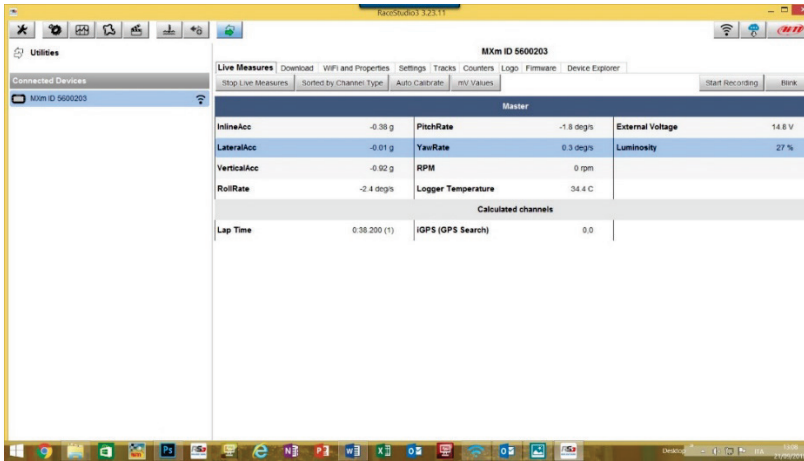 RaceStudio3 3.23.11
Utilities
Connected Devices
MXm ID 5600203
MXm ID 5600203
Live Measures Download WiFi and Properties Settings Tracks Counters Logo Firmware Device Explorer
Stop Live Measures Sorted by Channel Type Auto Calibrate mV Values Start Recording Blink
Master
InlineAcc -0.38 g PitchRate -1.8 deg/s External Voltage 14.8 V
LateralAcc -0.01 g YawRate 0.3 deg/s Luminosity 27 %
VerticalAcc -0.92 g RPM 0 rpm
RollRate -2.4 deg/s Logger Temperature 34.4 C
Calculated channels
Lap Time 0:38.200 (1) iGPS (GPS Search) 0.0
Desktop ITA 13:06